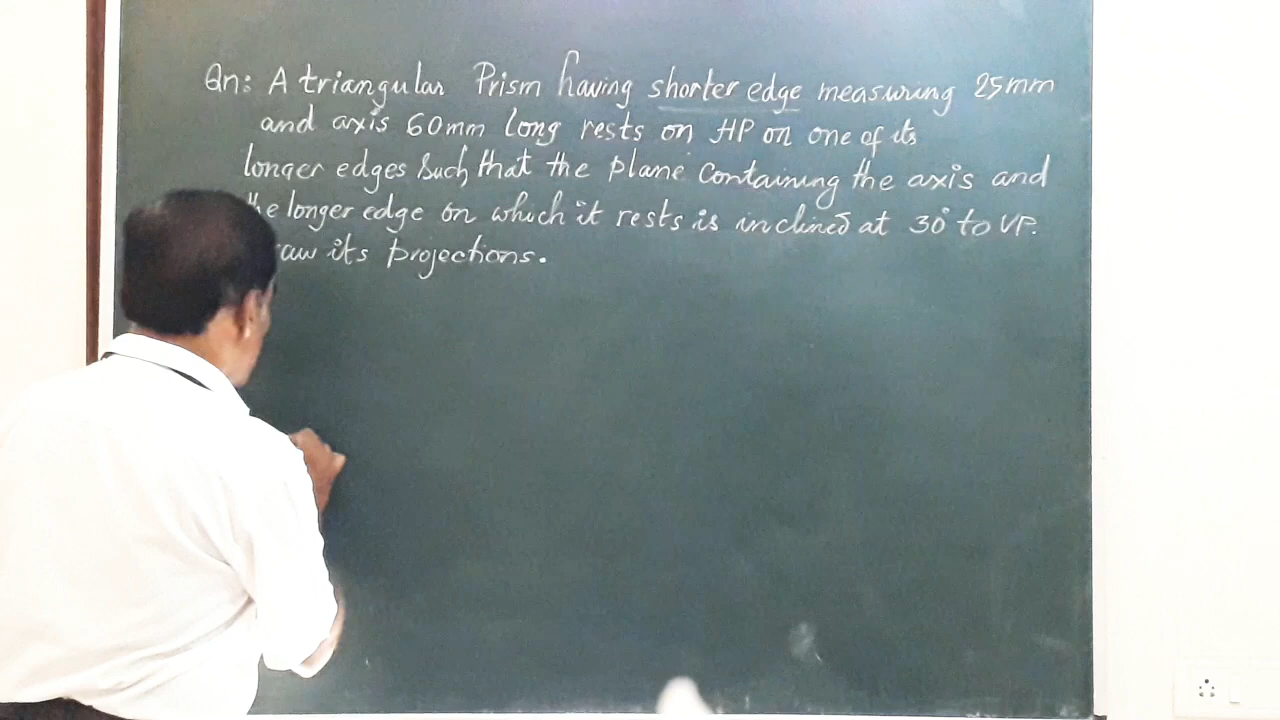 Qn: A triangular Prism having shorter edge measuring 25mm
and axis 60mm long rests on HP on one of its
longer edges such that the plane containing the axis and
longer edge on which it rests is inclined at 30° to VP.
its projections.